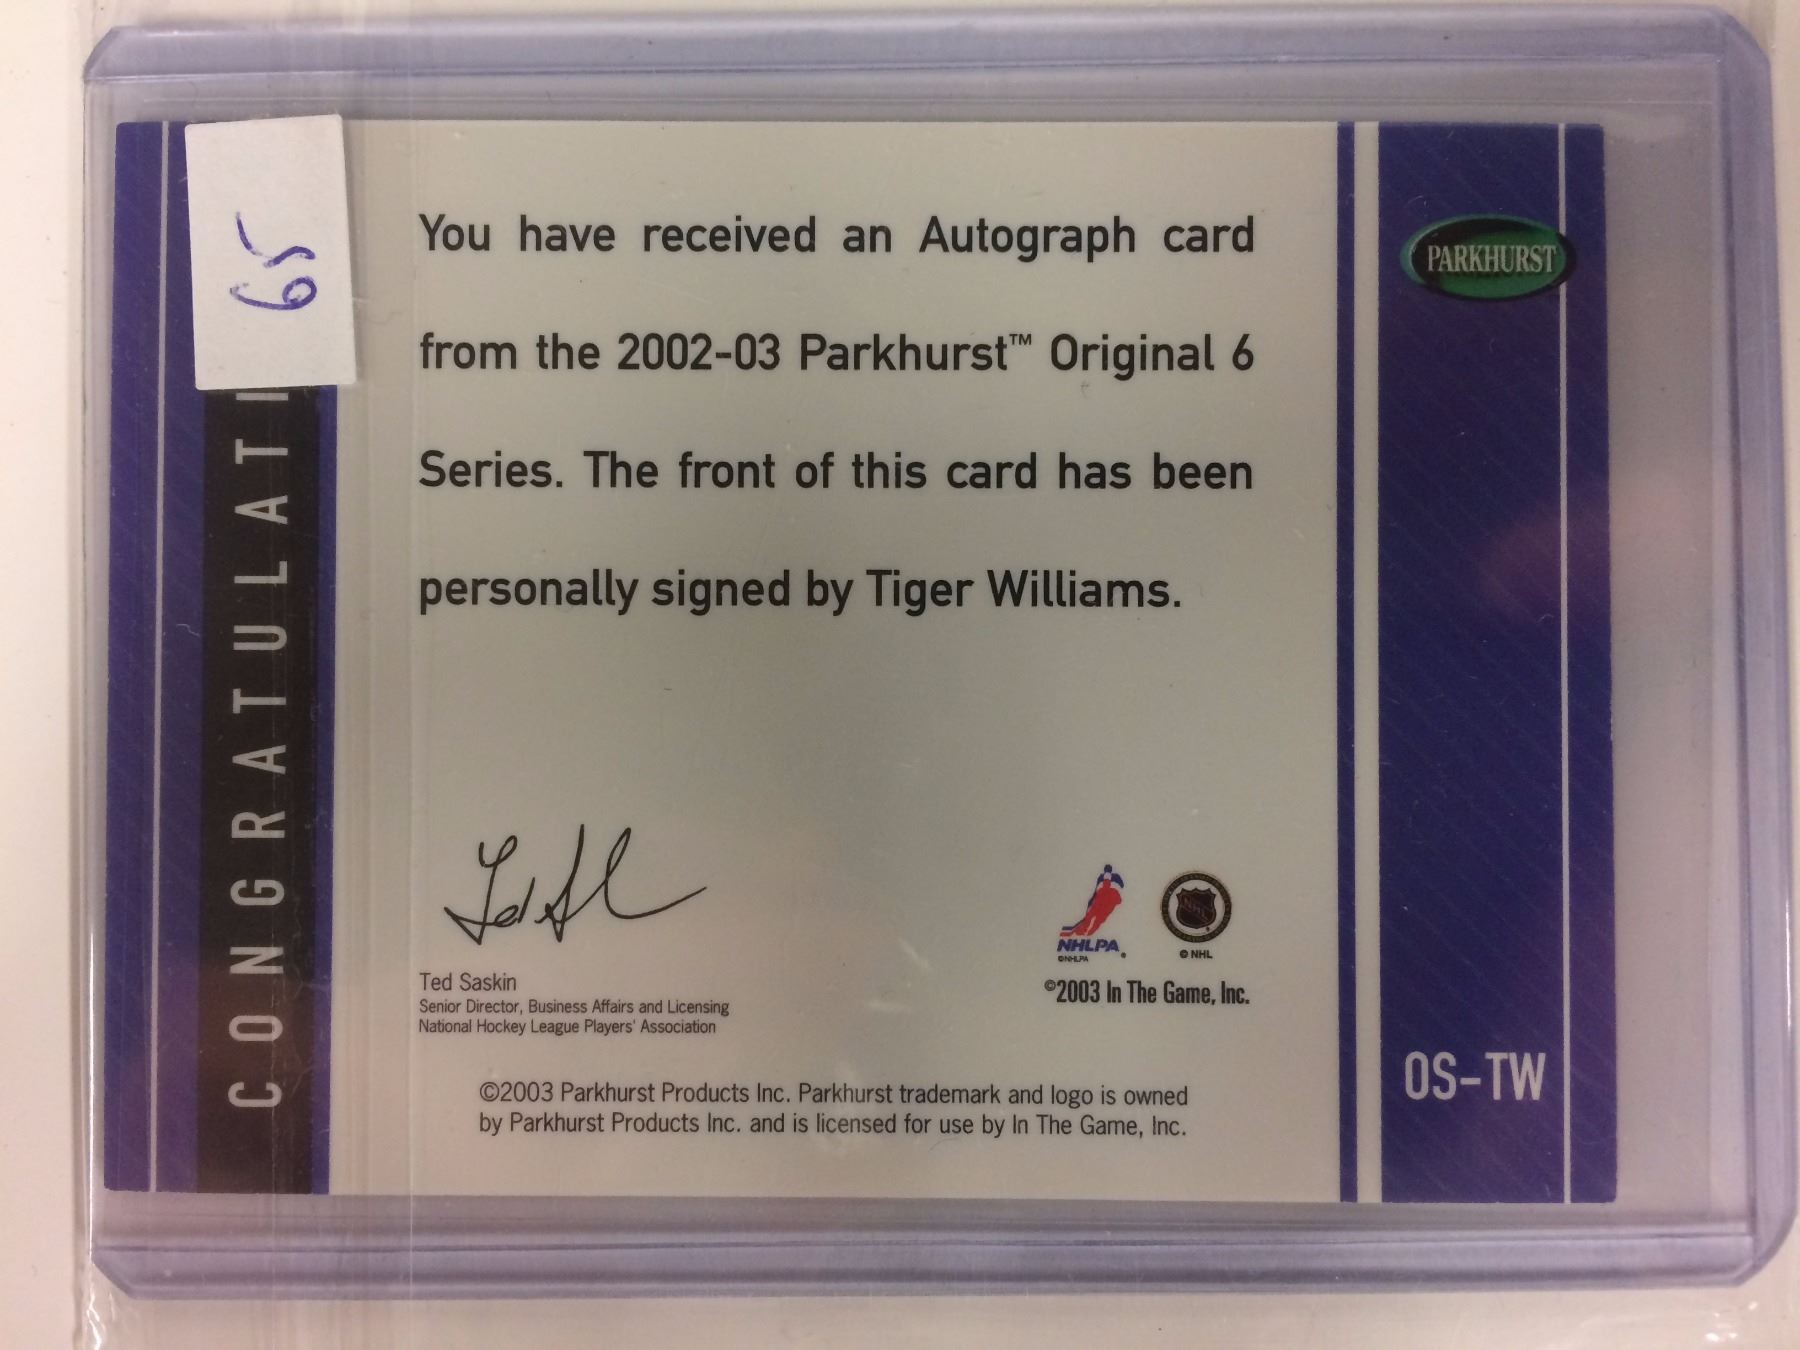 65
CONGRATULATI
You have received an Autograph card
from the 2002-03 Parkhurst™ Original 6
Series. The front of this card has been
personally signed by Tiger Williams.
PARKHURST
Ted Saskin
Senior Director, Business Affairs and Licensing
National Hockey League Players' Association
NHLPA
©NHLPA
NHL
© NHL
©2003 In The Game, Inc.
©2003 Parkhurst Products Inc. Parkhurst trademark and logo is owned
by Parkhurst Products Inc. and is licensed for use by In The Game, Inc.
OS-TW